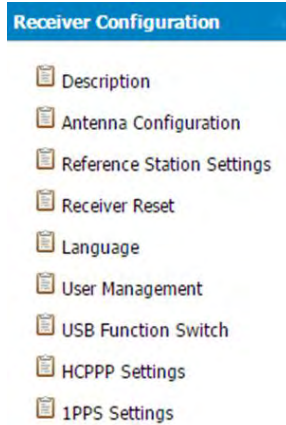 Receiver Configuration
Description
Antenna Configuration
Reference Station Settings
Receiver Reset
Language
User Management
USB Function Switch
HCPPP Settings
1PPS Settings